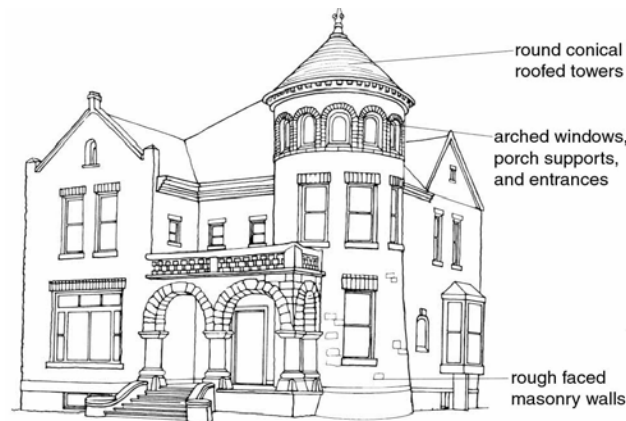 round conical
roofed towers
arched windows,
porch supports,
and entrances
rough faced
masonry walls